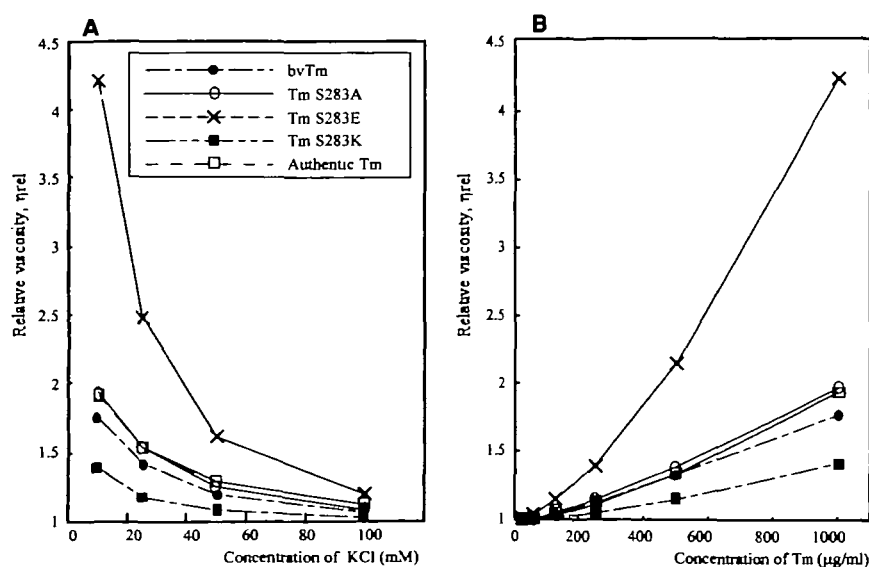 A
Relative viscosity, ηrel
4.5
4
3.5
3
2.5
2
1.5
1
0 20 40 60 80 100
Concentration of KCl (mM)
bvTm
Tm S283A
Tm S283E
Tm S283K
Authentic Tm
B
Relative viscosity, ηrel
4.5
4
3.5
3
2.5
2
1.5
1
0 200 400 600 800 1000
Concentration of Tm (μg/ml)